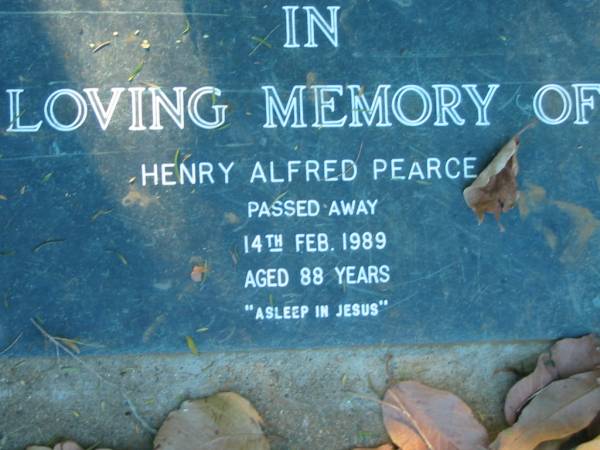 IN
LOVING MEMORY OF
HENRY ALFRED PEARCE
PASSED AWAY
14TH FEB. 1989
AGED 88 YEARS
"ASLEEP IN JESUS"